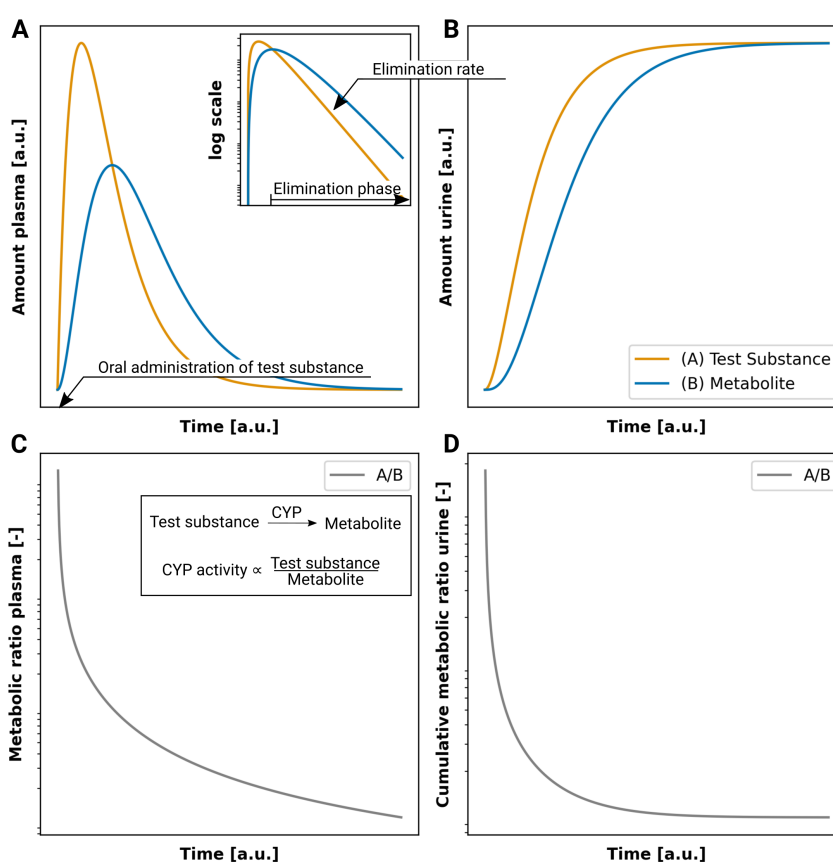 A
Amount plasma [a.u.]
log scale
Elimination rate
Elimination phase
Oral administration of test substance
Time [a.u.]
B
Amount urine [a.u.]
(A) Test Substance
(B) Metabolite
Time [a.u.]
C
Metabolic ratio plasma [-]
A/B
CYP
Test substance Metabolite
CYP activity ∝ Test substance
Metabolite
Time [a.u.]
D
Cumulative metabolic ratio urine [-]
A/B
Time [a.u.]